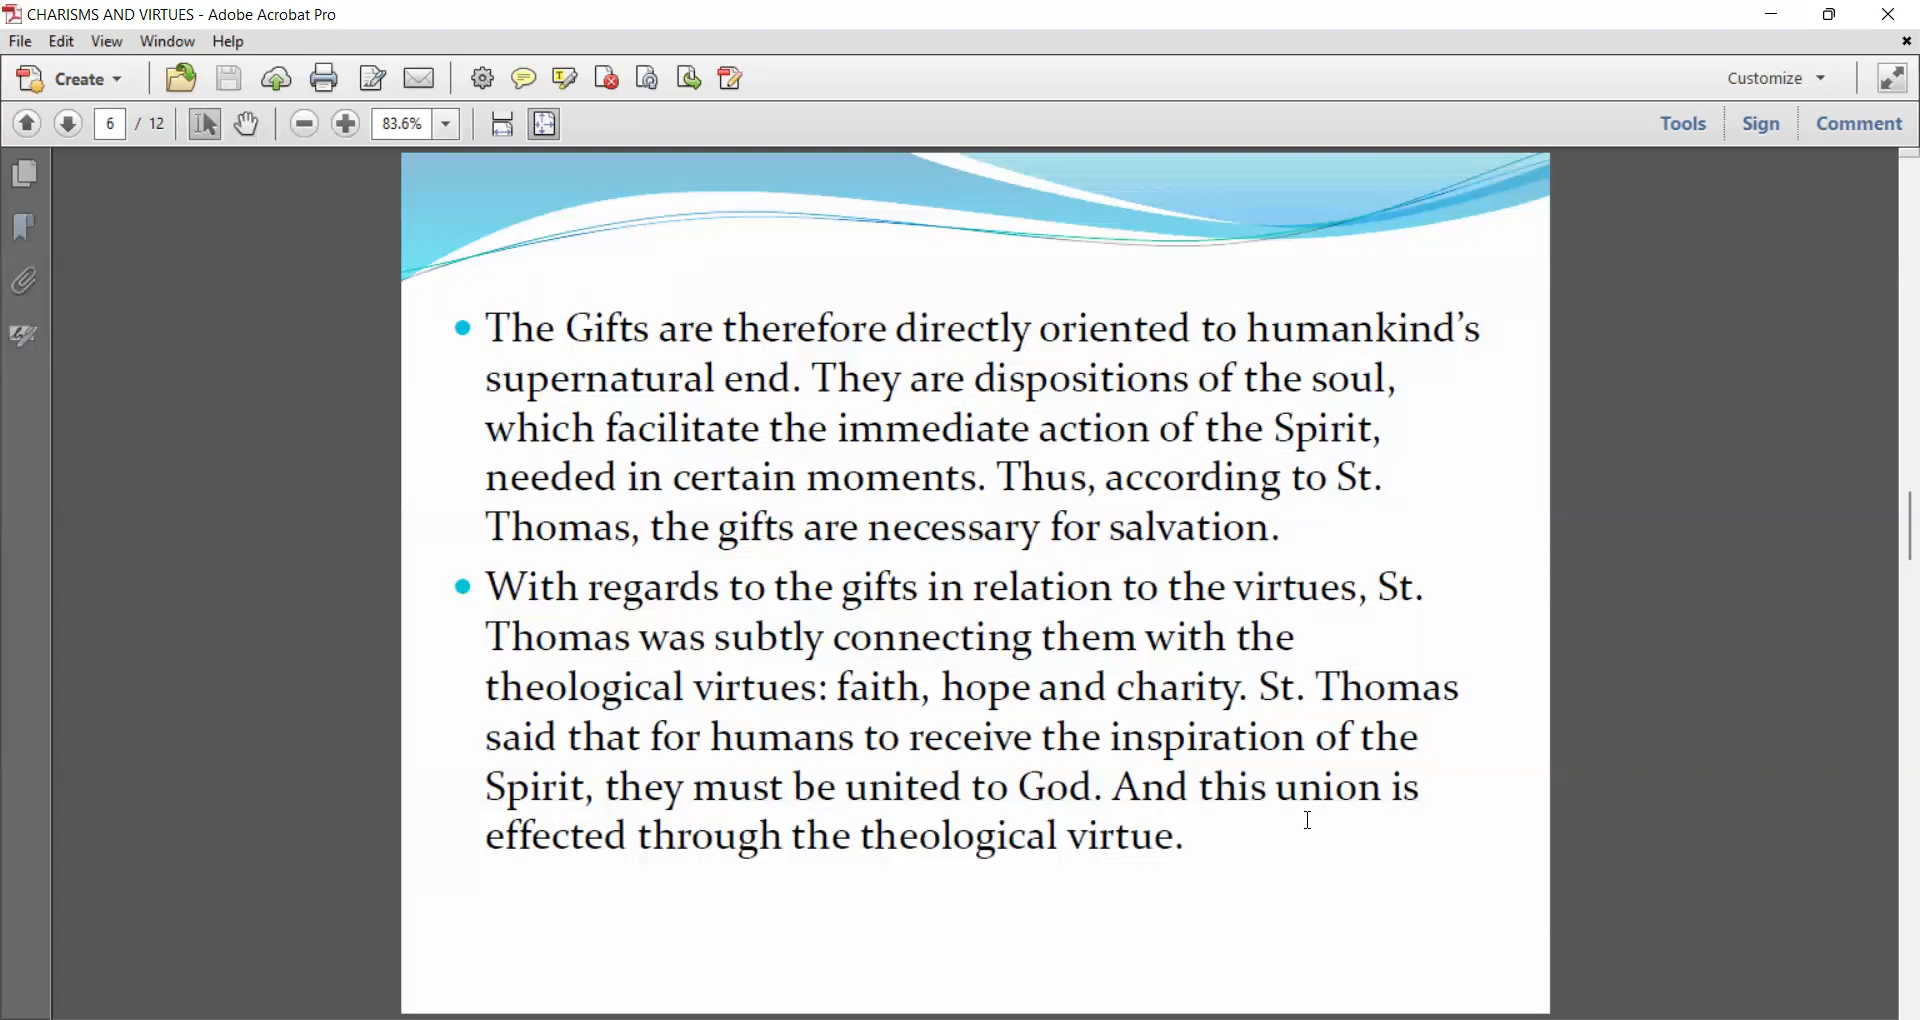 CHARISMS AND VIRTUES - Adobe Acrobat Pro
File Edit View Window Help
Create Customize
6 / 12 83.6% Tools Sign Comment
• The Gifts are therefore directly oriented to humankind’s
supernatural end. They are dispositions of the soul,
which facilitate the immediate action of the Spirit,
needed in certain moments. Thus, according to St.
Thomas, the gifts are necessary for salvation.
• With regards to the gifts in relation to the virtues, St.
Thomas was subtly connecting them with the
theological virtues: faith, hope and charity. St. Thomas
said that for humans to receive the inspiration of the
Spirit, they must be united to God. And this union is
effected through the theological virtue.